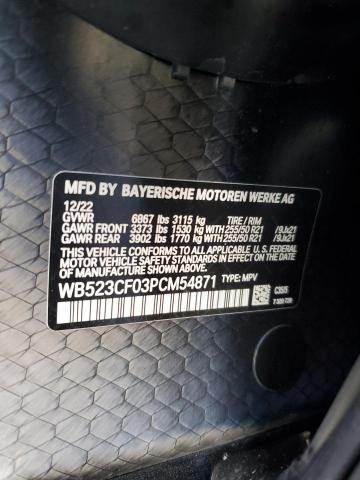 MFD BY BAYERISCHE MOTOREN WERKE AG
12/22
GVWR 6867 lbs 3115 kg TIRE / RIM
GAWR FRONT 3373 lbs 1530 kg WITH 255/50 R21 /9Jx21
GAWR REAR 3902 lbs 1770 kg WITH 255/50 R21 /9Jx21
THIS VEHICLE CONFORMS TO ALL APPLICABLE U.S. FEDERAL
MOTOR VEHICLE SAFETY STANDARDS IN EFFECT ON THE
DATE OF MANUFACTURE SHOWN ABOVE.
WB523CF03PCM54871 TYPE: MPV
C35/5